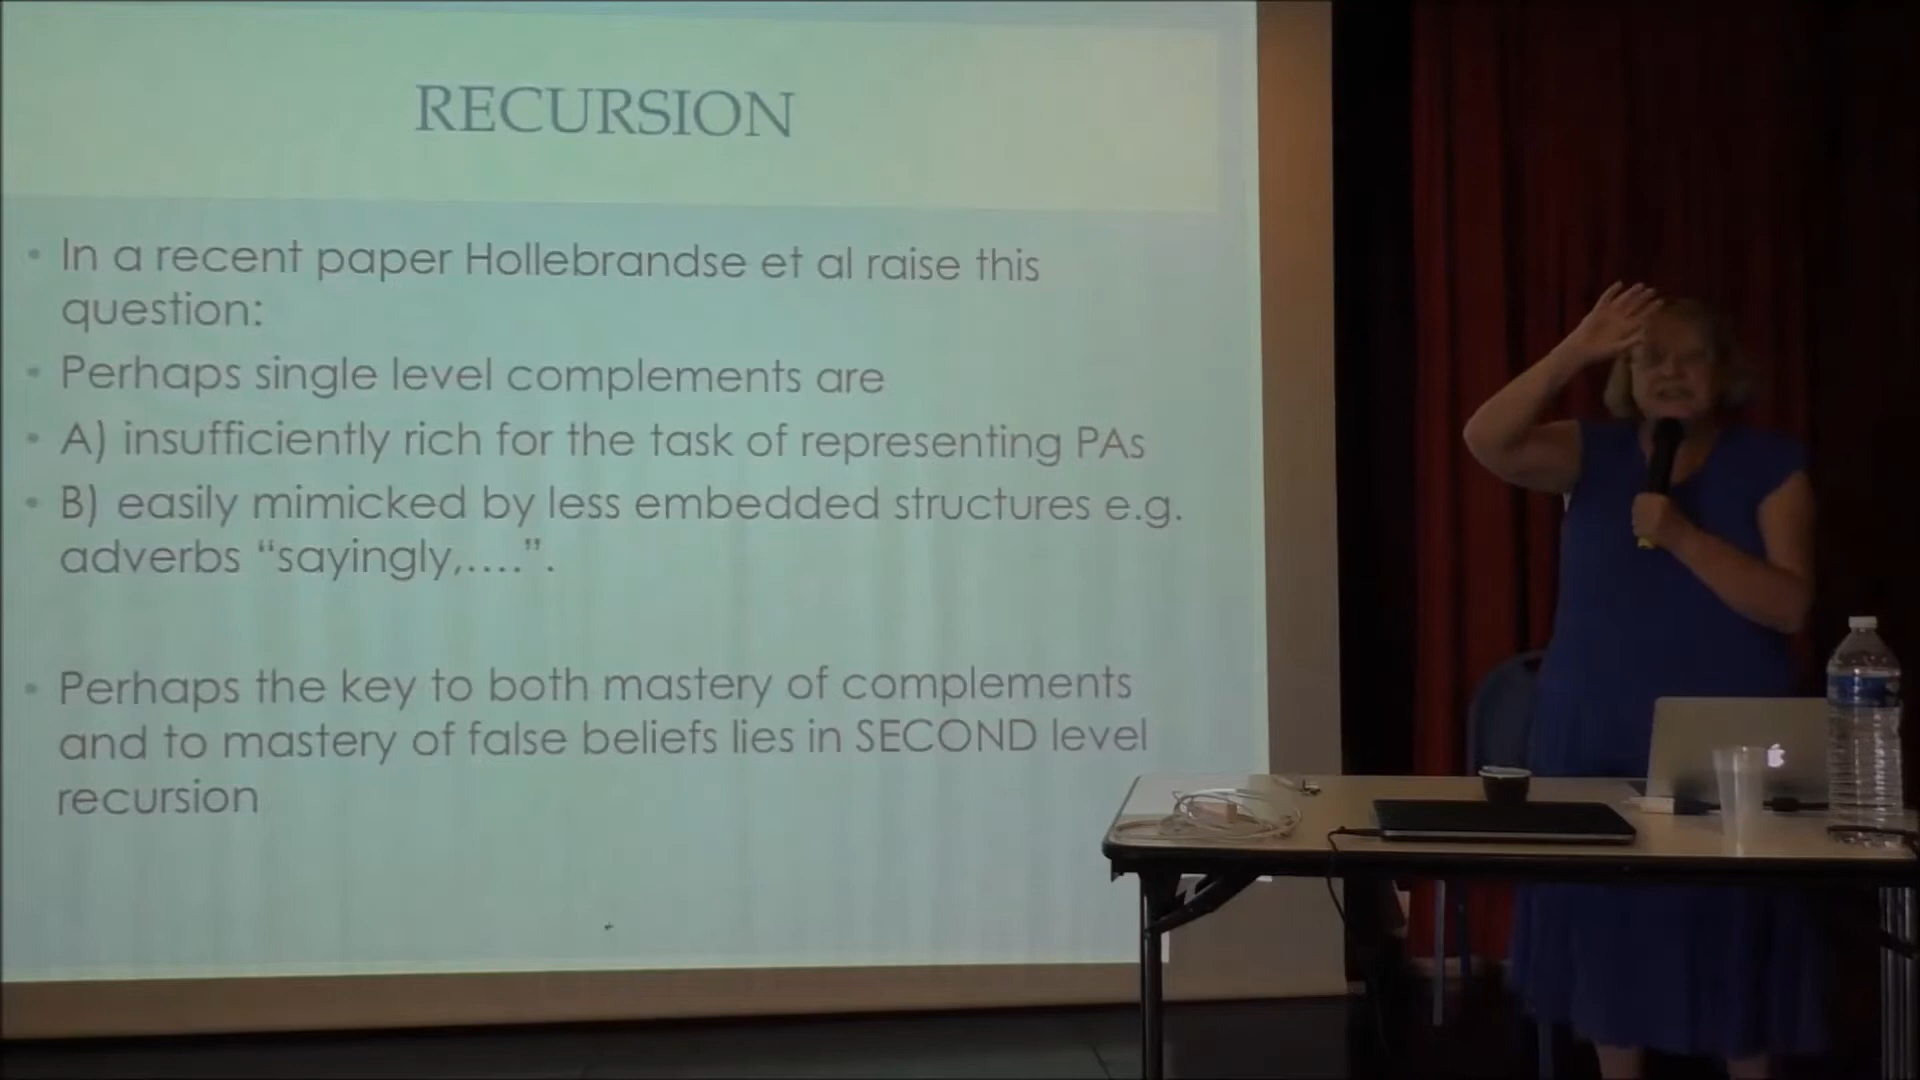 RECURSION
• In a recent paper Hollebrandse et al raise this
question:
• Perhaps single level complements are
• A) insufficiently rich for the task of representing PAs
• B) easily mimicked by less embedded structures e.g.
adverbs “sayingly,....”.
• Perhaps the key to both mastery of complements
and to mastery of false beliefs lies in SECOND level
recursion